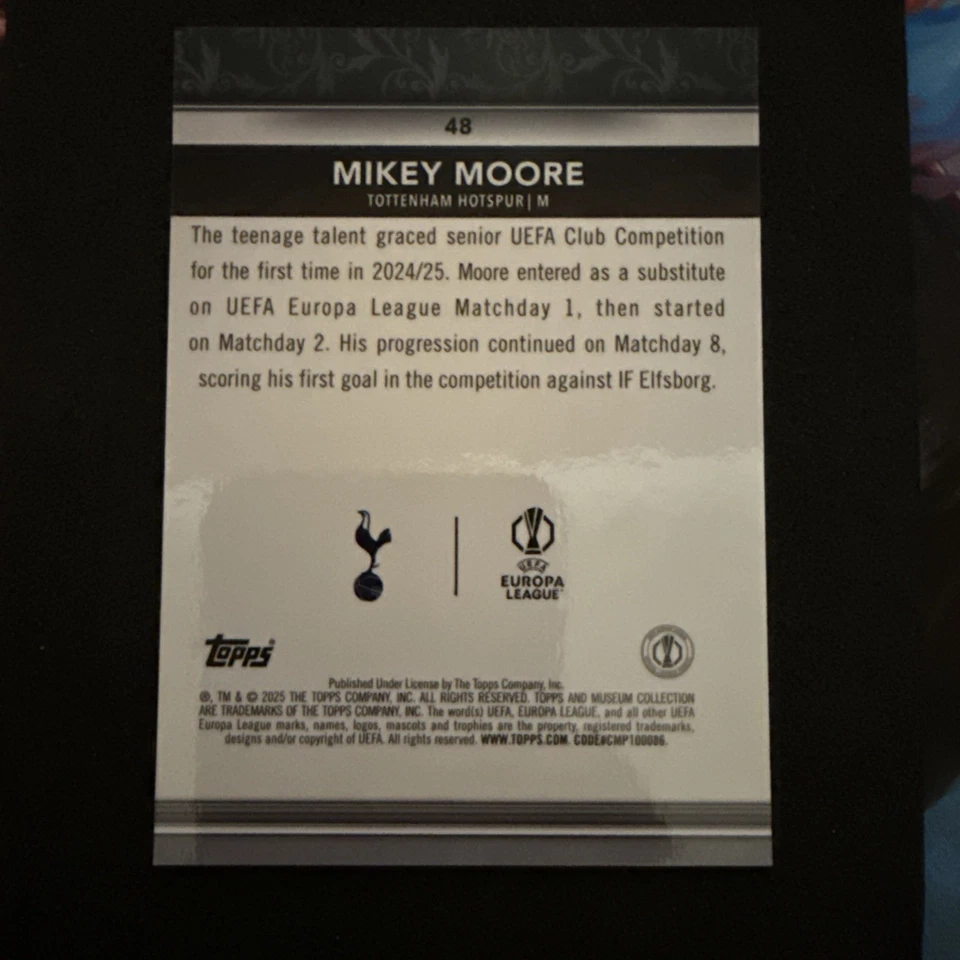 48
MIKEY MOORE
TOTTENHAM HOTSPUR | M
The teenage talent graced senior UEFA Club Competition
for the first time in 2024/25. Moore entered as a substitute
on UEFA Europa League Matchday 1, then started
on Matchday 2. His progression continued on Matchday 8,
scoring his first goal in the competition against IF Elfsborg.
UEFA
EUROPA
LEAGUE
Topps
Published Under License by The Topps Company, Inc.
®, TM & © 2025 THE TOPPS COMPANY, INC. ALL RIGHTS RESERVED. TOPPS AND MUSEUM COLLECTION
ARE TRADEMARKS OF THE TOPPS COMPANY, INC. The word(s) UEFA, EUROPA LEAGUE, and all other UEFA
Europa League marks, names, logos, mascots and trophies are the property, registered trademarks,
designs and/or copyright of UEFA. All rights reserved. WWW.TOPPS.COM. CODE#CMP100086.